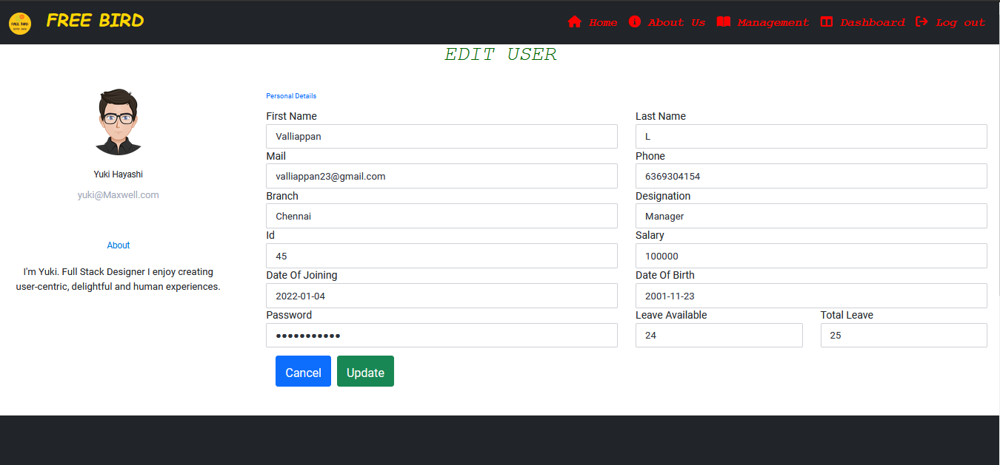 FREE BIRD
FREE BIRD
Home About Us Management Dashboard Log out
EDIT USER
Yuki Hayashi
yuki@Maxwell.com
About
I'm Yuki. Full Stack Designer I enjoy creating
user-centric, delightful and human experiences.
Personal Details
First Name Last Name
Valliappan L
Mail Phone
valliappan23@gmail.com 6369304154
Branch Designation
Chennai Manager
Id Salary
45 100000
Date Of Joining Date Of Birth
2022-01-04 2001-11-23
Password Leave Available Total Leave
●●●●●●●●●●● 24 25
Cancel Update